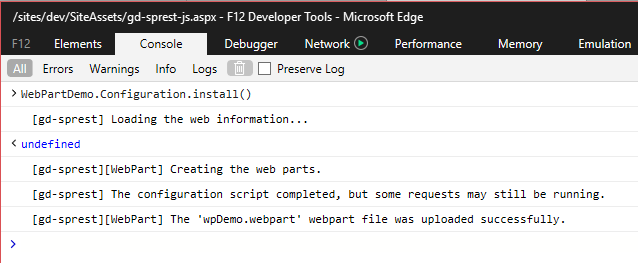 /sites/dev/SiteAssets/gd-sprest-js.aspx - F12 Developer Tools - Microsoft Edge
F12 Elements Console Debugger Network Performance Memory Emulation
All Errors Warnings Info Logs Preserve Log
WebPartDemo.Configuration.install()
[gd-sprest] Loading the web information...
undefined
[gd-sprest][WebPart] Creating the web parts.
[gd-sprest] The configuration script completed, but some requests may still be running.
[gd-sprest][WebPart] The 'wpDemo.webpart' webpart file was uploaded successfully.